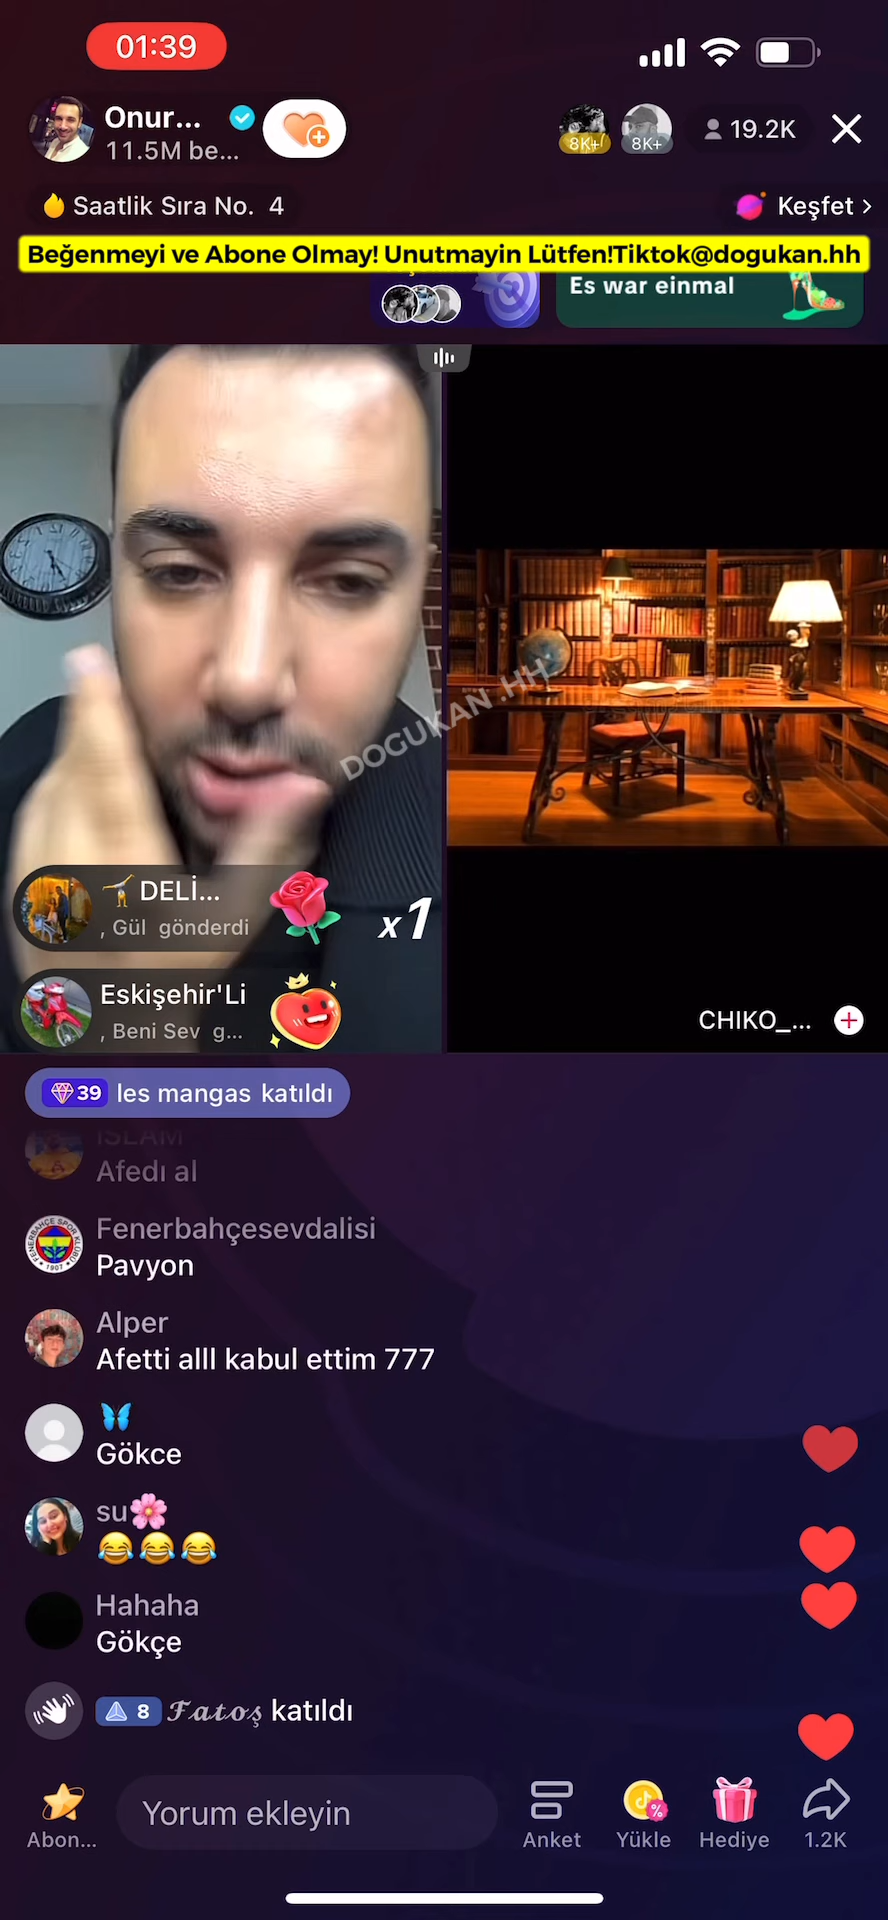 01:39
Onur...
11.5M be...
8K+
8K+
19.2K
Saatlik Sıra No. 4
Keşfet
Beğenmeyi ve Abone Olmay! Unutmayin Lütfen!Tiktok@dogukan.hh
Es war einmal
DOGUKAN .HH
DELİ...
, Gül gönderdi
x1
Eskişehir'Li
, Beni Sev g...
CHIKO_...
39 les mangas katıldı
ISLAM
Afedı al
Fenerbahçesevdalisi
Pavyon
Alper
Afetti alll kabul ettim 777
Gökce
su
Hahaha
Gökçe
8 Fatoş katıldı
Abon...
Yorum ekleyin
Anket
Yükle
Hediye
1.2K